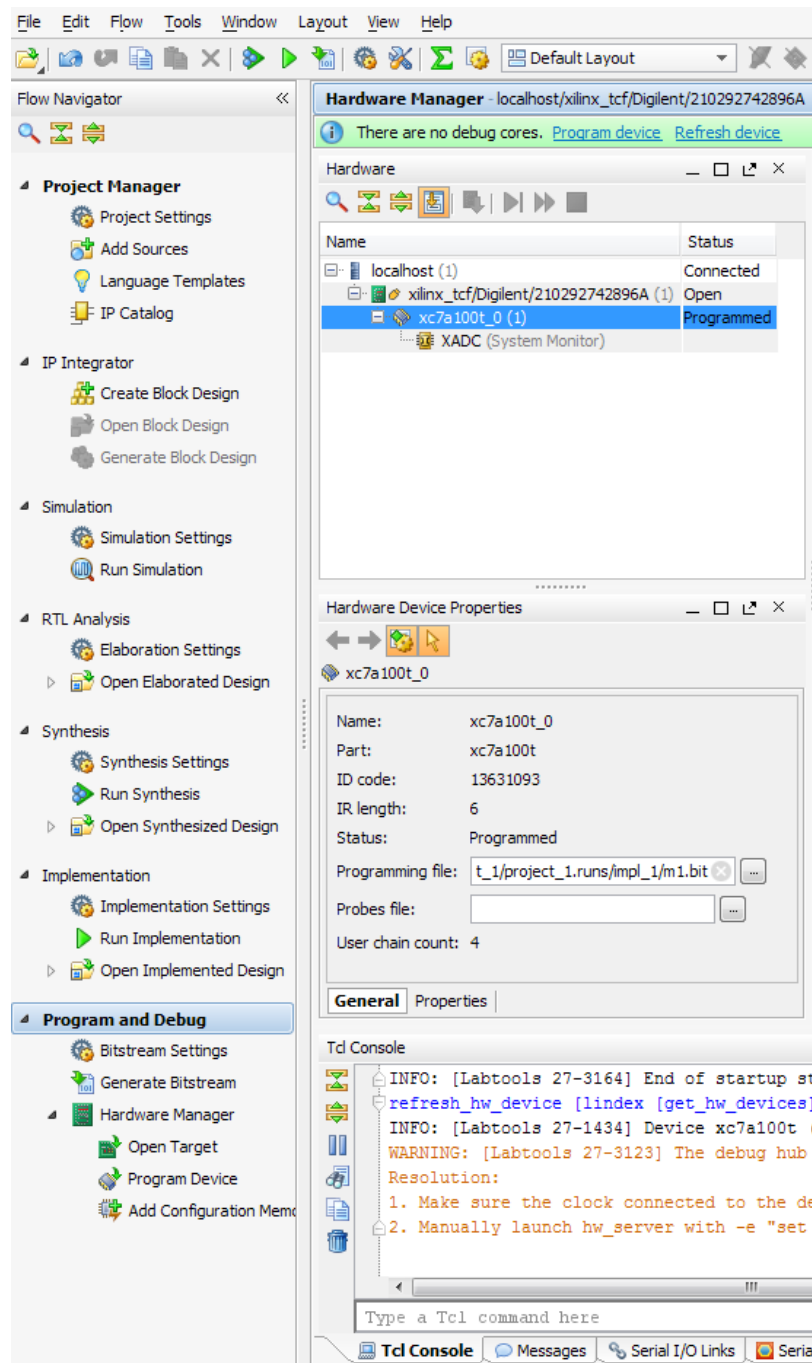 File Edit Flow Tools Window Layout View Help
Default Layout
Flow Navigator
Project Manager
Project Settings
Add Sources
Language Templates
IP Catalog
IP Integrator
Create Block Design
Open Block Design
Generate Block Design
Simulation
Simulation Settings
Run Simulation
RTL Analysis
Elaboration Settings
Open Elaborated Design
Synthesis
Synthesis Settings
Run Synthesis
Open Synthesized Design
Implementation
Implementation Settings
Run Implementation
Open Implemented Design
Program and Debug
Bitstream Settings
Generate Bitstream
Hardware Manager
Open Target
Program Device
Add Configuration Memo
Hardware Manager - localhost/xilinx_tcf/Digilent/210292742896A
There are no debug cores. Program device Refresh device
Hardware
Name Status
localhost (1) Connected
xilinx_tcf/Digilent/210292742896A (1) Open
xc7a100t_0 (1) Programmed
XADC (System Monitor)
Hardware Device Properties
xc7a100t_0
Name: xc7a100t_0
Part: xc7a100t
ID code: 13631093
IR length: 6
Status: Programmed
Programming file: t_1/project_1.runs/impl_1/m1.bit ...
Probes file: ...
User chain count: 4
General Properties
Tcl Console
INFO: [Labtools 27-3164] End of startup st
refresh_hw_device [lindex [get_hw_devices]
INFO: [Labtools 27-1434] Device xc7a100t (
WARNING: [Labtools 27-3123] The debug hub
Resolution:
1. Make sure the clock connected to the de
2. Manually launch hw_server with -e "set
Type a Tcl command here
Tcl Console Messages Serial I/O Links Seria